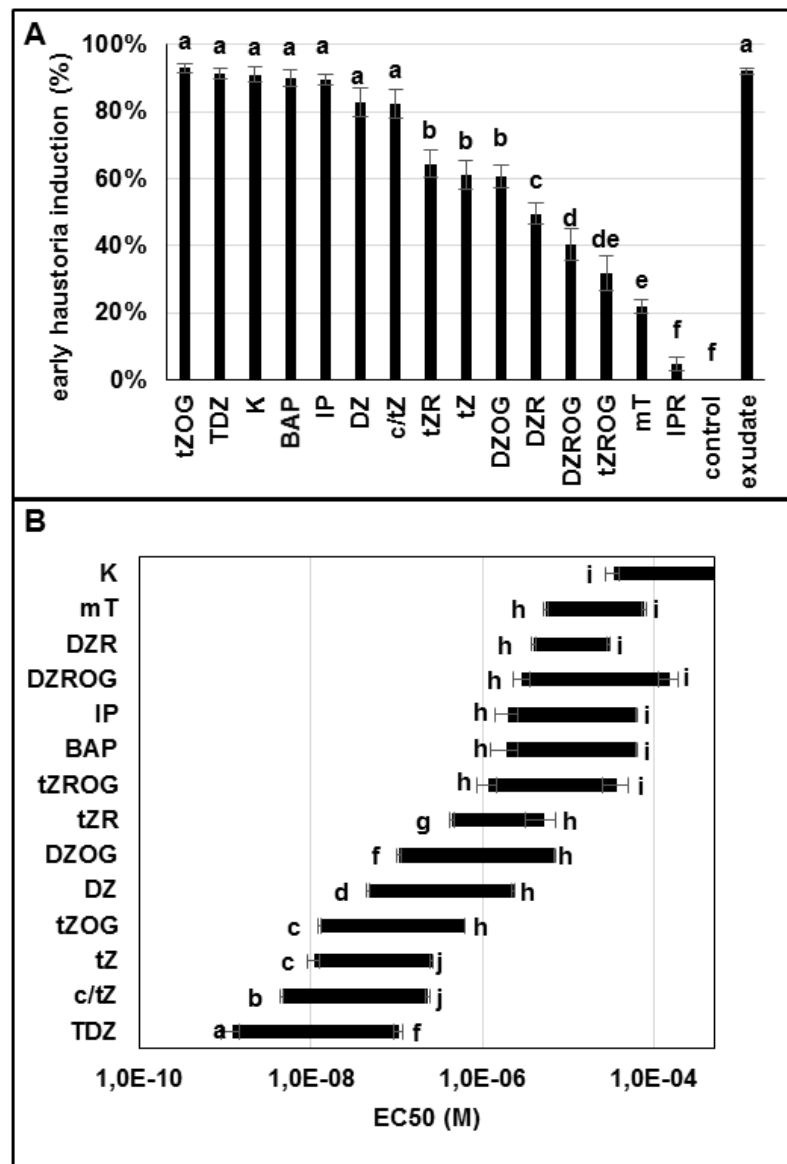 A
early haustoria induction (%)
100%
80%
60%
40%
20%
0%
a a a a a a a b b b c d de e f f a
tZOG TDZ K BAP IP DZ c/tZ tZR tZ DZOG DZR DZROG tZROG mT IPR control exudate
B
K i
mT h i
DZR h i
DZROG h i
IP h i
BAP h i
tZROG h i
tZR g h
DZOG f h
DZ d h
tZOG c h
tZ c j
c/tZ b j
TDZ a f
1,0E-10 1,0E-08 1,0E-06 1,0E-04
EC50 (M)